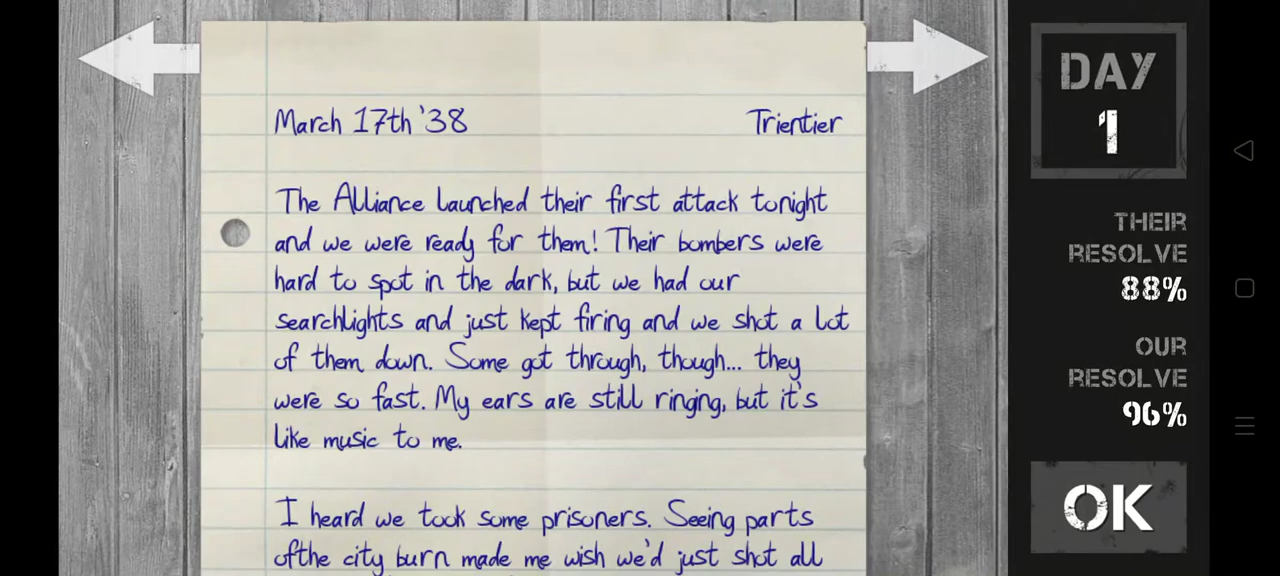 March 17th '38 Trientier
The Alliance launched their first attack tonight
and we were ready for them! Their bombers were
hard to spot in the dark, but we had our
searchlights and just kept firing and we shot a lot
of them down. Some got through, though... they
were so fast. My ears are still ringing, but it's
like music to me.
I heard we took some prisoners. Seeing parts
ofthe city burn made me wish we'd just shot all
DAY
1
THEIR
RESOLVE
88%
OUR
RESOLVE
96%
OK